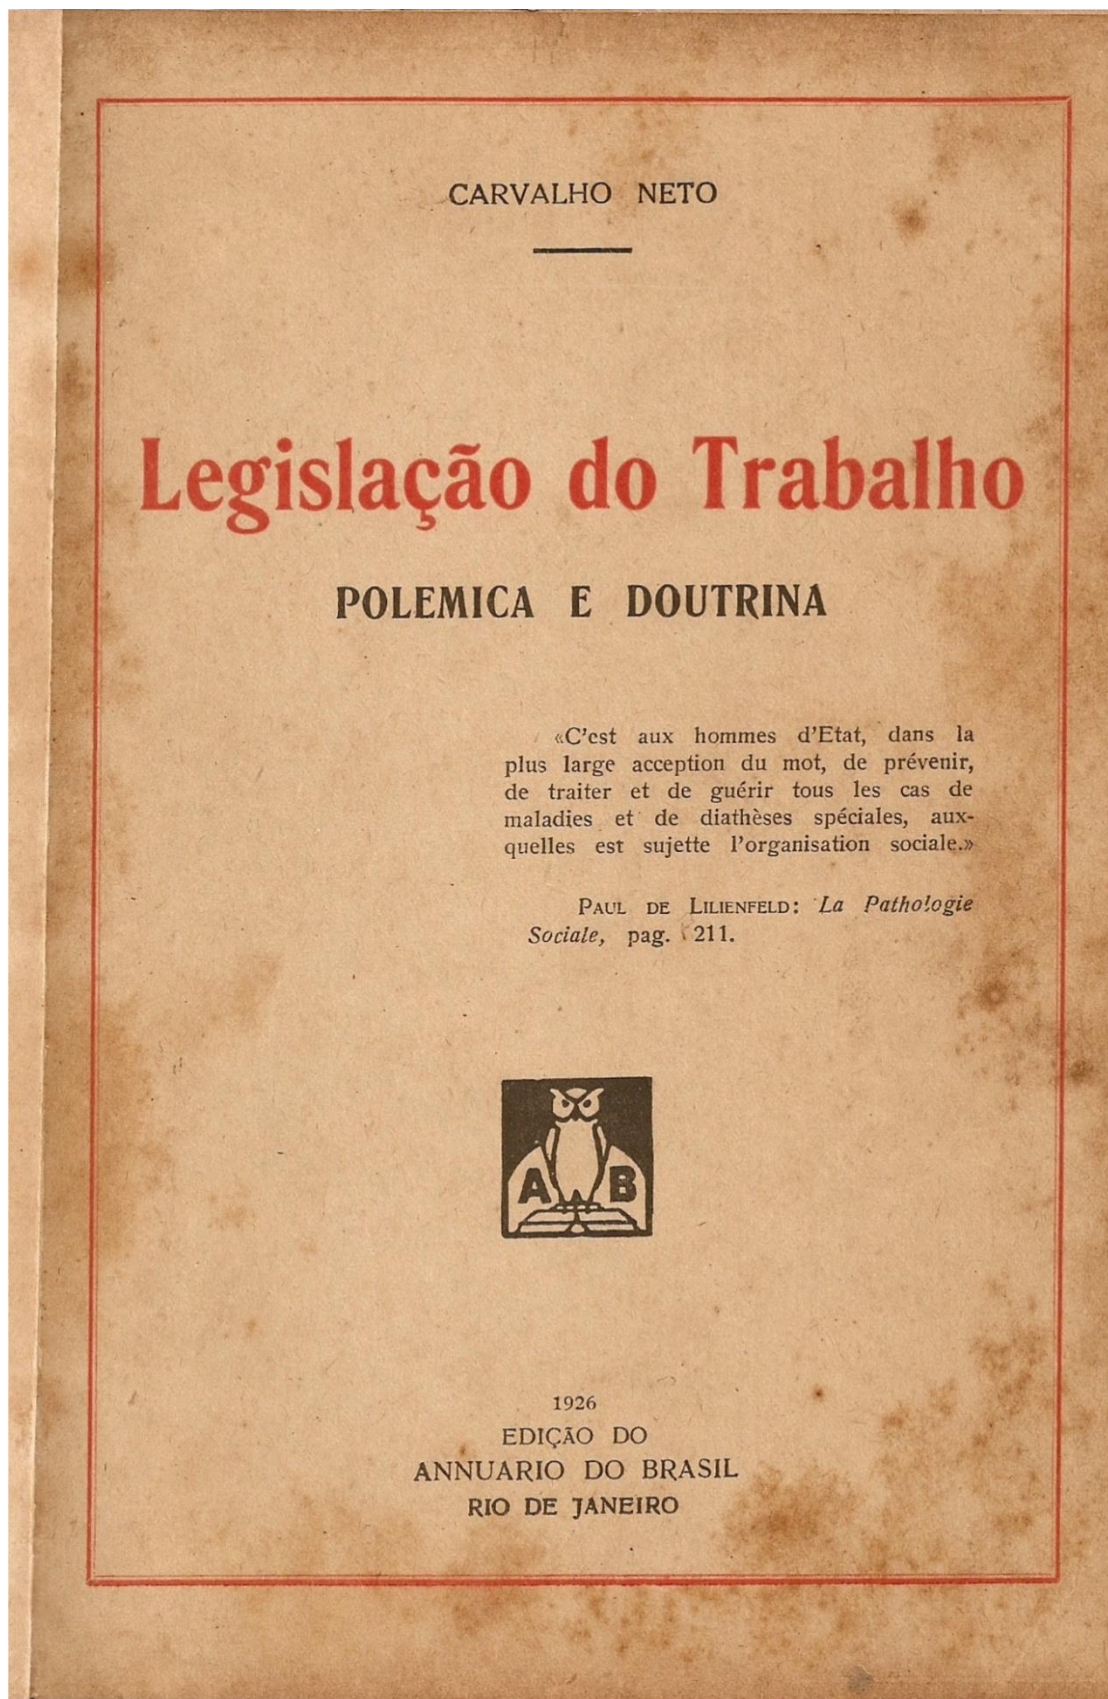 CARVALHO NETO
Legislação do Trabalho
POLEMICA E DOUTRINA
«C'est aux hommes d'Etat, dans la
plus large acception du mot, de prévenir,
de traiter et de guérir tous les cas de
maladies et de diathèses spéciales, aux-
quelles est sujette l'organisation sociale.»
PAUL DE LILIENFELD: La Pathologie
Sociale, pag. 211.
A B
1926
EDIÇÃO DO
ANNUARIO DO BRASIL
RIO DE JANEIRO